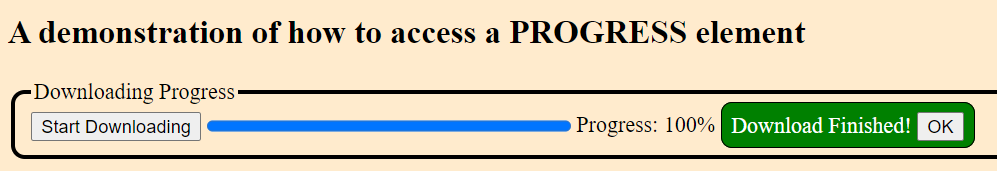 A demonstration of how to access a PROGRESS element
Downloading Progress
Start Downloading Progress: 100% Download Finished! OK